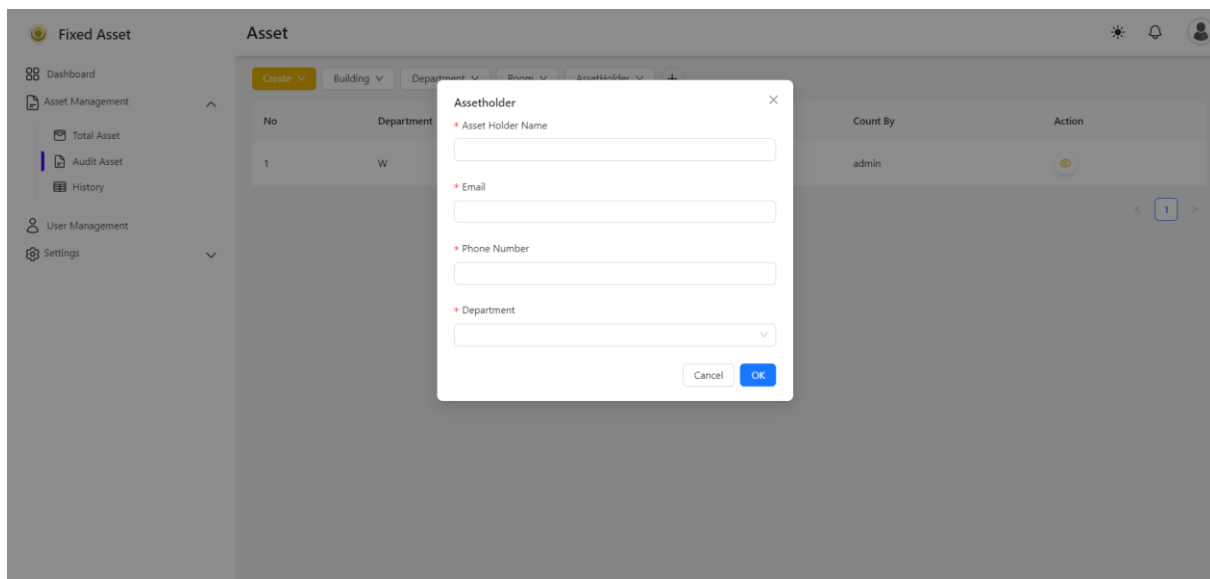 Fixed Asset
Asset
Dashboard
Asset Management
Total Asset
Audit Asset
History
User Management
Settings
Create
Building
Department
Room
AssetHolder
+
No
Department
Count By
Action
1
W
admin
< 1 >
Assetholder
* Asset Holder Name
* Email
* Phone Number
* Department
Cancel
OK